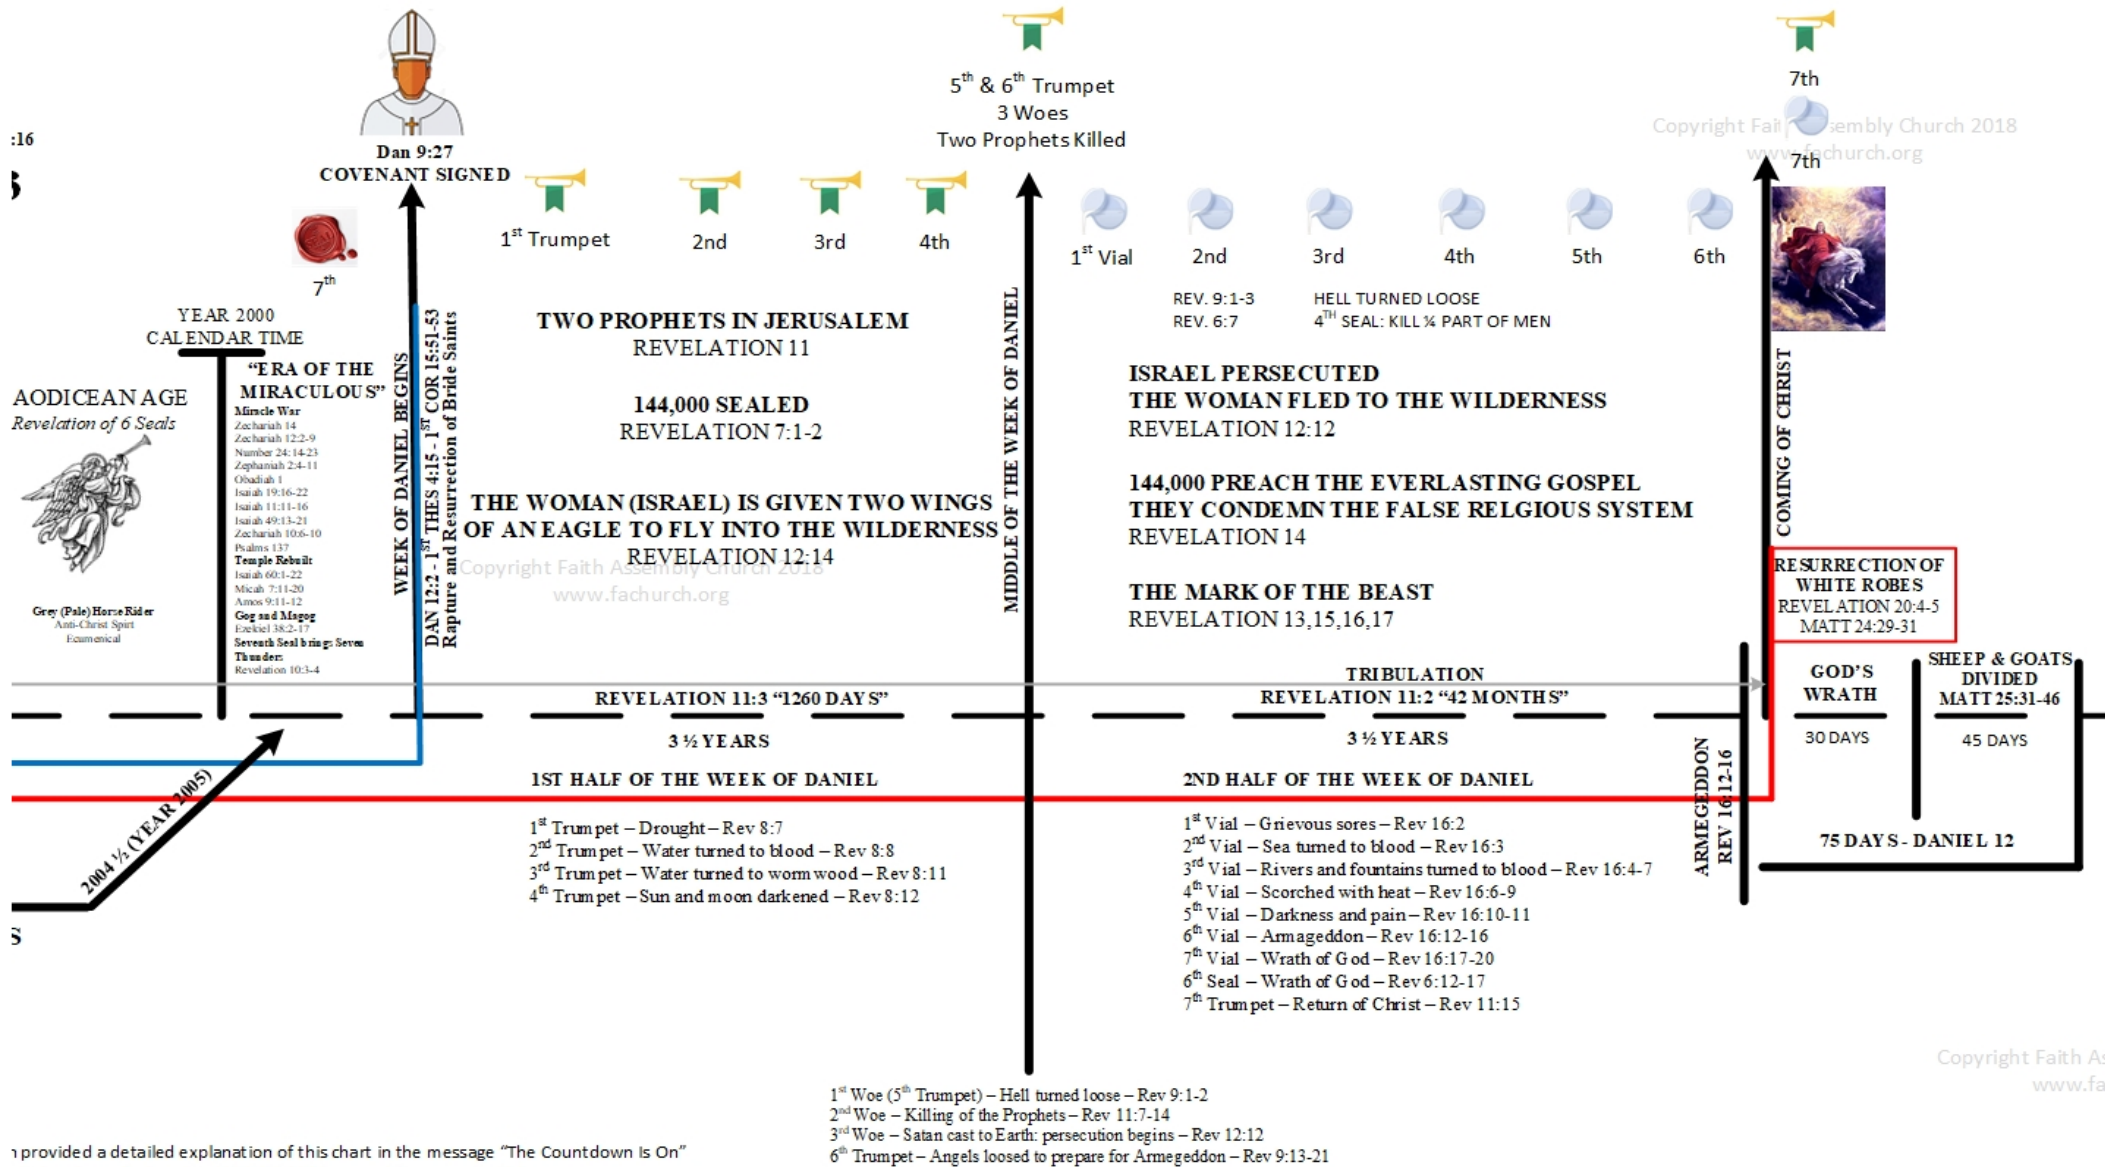 :16
S
Dan 9:27
COVENANT SIGNED
7th
YEAR 2000
CALENDAR TIME
AODICEAN AGE
Revelation of 6 Seals
Grey (Pale) Horse Rider
Anti-Christ Spirt
Ecumenical
"ERA OF THE
MIRACULOUS"
Miracle War
Zechariah 14
Zechariah 12:2-9
Number 24:14-23
Zephaniah 2:4-11
Obadiah 1
Isaiah 19:16-22
Isaiah 11:11-16
Isaiah 49:13-21
Zechariah 10:6-10
Psalms 137
Temple Rebuilt
Isaiah 60:1-22
Micah 7:11-20
Amos 9:11-12
Gog and Magog
Ezekiel 38:2-17
Seventh Seal brings Seven
Thunders
Revelation 10:3-4
WEEK OF DANIEL BEGINS
DAN 12:2 - 1ST THES 4:15 - 1ST COR 15:51-53
Rapture and Resurrection of Bride Saints
1st Trumpet
2nd
3rd
4th
TWO PROPHETS IN JERUSALEM
REVELATION 11
144,000 SEALED
REVELATION 7:1-2
THE WOMAN (ISRAEL) IS GIVEN TWO WINGS
OF AN EAGLE TO FLY INTO THE WILDERNESS
REVELATION 12:14
Copyright Faith Assembly Church 2018
www.fachurch.org
5th & 6th Trumpet
3 Woes
Two Prophets Killed
MIDDLE OF THE WEEK OF DANIEL
1st Vial
2nd
3rd
4th
5th
6th
REV. 9:1-3 HELL TURNED LOOSE
REV. 6:7 4TH SEAL: KILL ¼ PART OF MEN
ISRAEL PERSECUTED
THE WOMAN FLED TO THE WILDERNESS
REVELATION 12:12
144,000 PREACH THE EVERLASTING GOSPEL
THEY CONDEMN THE FALSE RELGIOUS SYSTEM
REVELATION 14
THE MARK OF THE BEAST
REVELATION 13,15,16,17
7th
Copyright Fai sembly Church 2018
www.fachurch.org
7th
COMING OF CHRIST
RESURRECTION OF
WHITE ROBES
REVELATION 20:4-5
MATT 24:29-31
REVELATION 11:3 "1260 DAYS"
3 ½ YEARS
1ST HALF OF THE WEEK OF DANIEL
TRIBULATION
REVELATION 11:2 "42 MONTHS"
3 ½ YEARS
2ND HALF OF THE WEEK OF DANIEL
GOD'S
WRATH
30 DAYS
SHEEP & GOATS
DIVIDED
MATT 25:31-46
45 DAYS
75 DAYS - DANIEL 12
ARMEGEDDON
REV 16:12-16
2004 ½ (YEAR 2005)
S
1st Trumpet – Drought – Rev 8:7
2nd Trumpet – Water turned to blood – Rev 8:8
3rd Trumpet – Water turned to wormwood – Rev 8:11
4th Trumpet – Sun and moon darkened – Rev 8:12
1st Vial – Grievous sores – Rev 16:2
2nd Vial – Sea turned to blood – Rev 16:3
3rd Vial – Rivers and fountains turned to blood – Rev 16:4-7
4th Vial – Scorched with heat – Rev 16:6-9
5th Vial – Darkness and pain – Rev 16:10-11
6th Vial – Armageddon – Rev 16:12-16
7th Vial – Wrath of God – Rev 16:17-20
6th Seal – Wrath of God – Rev 6:12-17
7th Trumpet – Return of Christ – Rev 11:15
Copyright Faith As
www.fa
1st Woe (5th Trumpet) – Hell turned loose – Rev 9:1-2
2nd Woe – Killing of the Prophets – Rev 11:7-14
3rd Woe – Satan cast to Earth: persecution begins – Rev 12:12
6th Trumpet – Angels loosed to prepare for Armegeddon – Rev 9:13-21
n provided a detailed explanation of this chart in the message "The Countdown Is On"